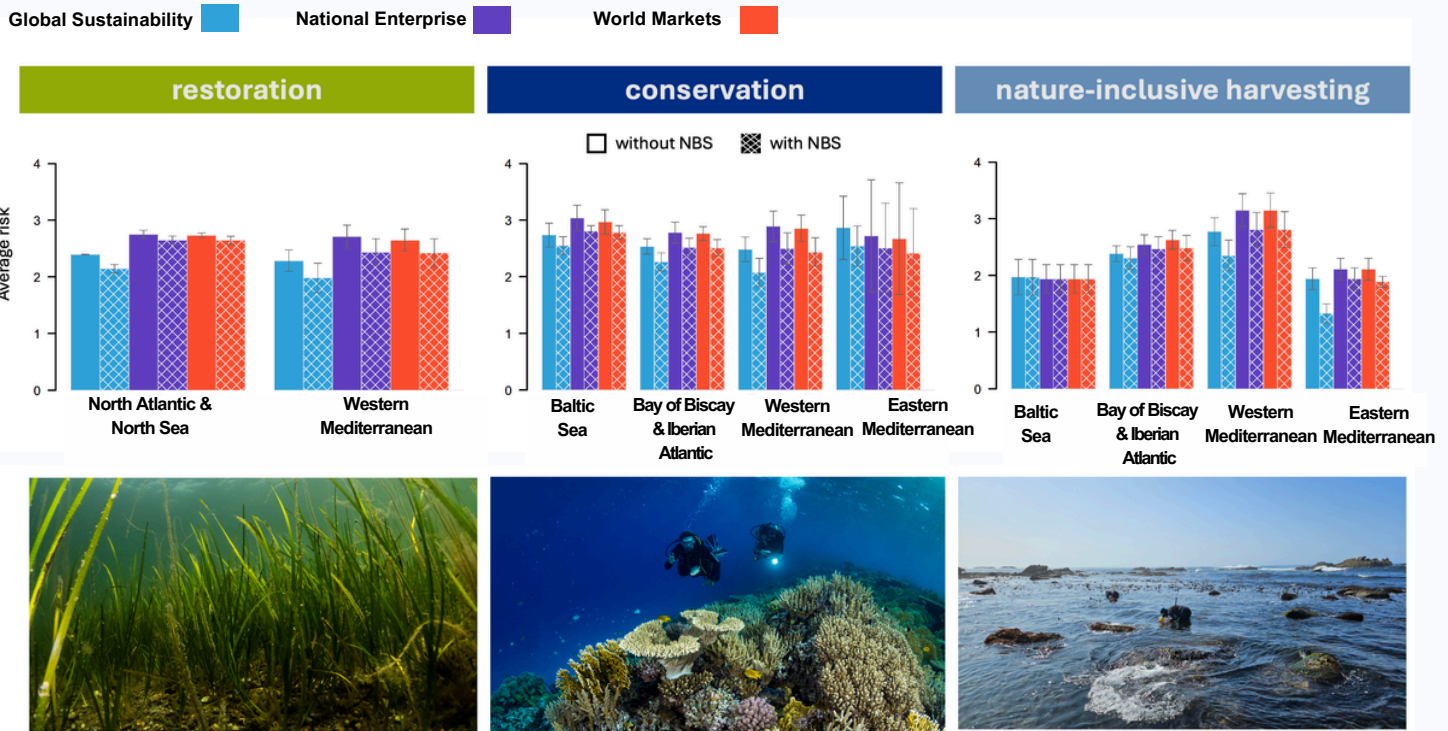 Global Sustainability
National Enterprise
World Markets
restoration
conservation
nature-inclusive harvesting
without NBS
with NBS
Average risk
4
3
2
1
0
North Atlantic &
North Sea
Western
Mediterranean
4
3
2
1
0
Baltic
Sea
Bay of Biscay
& Iberian
Atlantic
Western
Mediterranean
Eastern
Mediterranean
4
3
2
1
0
Baltic
Sea
Bay of Biscay
& Iberian
Atlantic
Western
Mediterranean
Eastern
Mediterranean